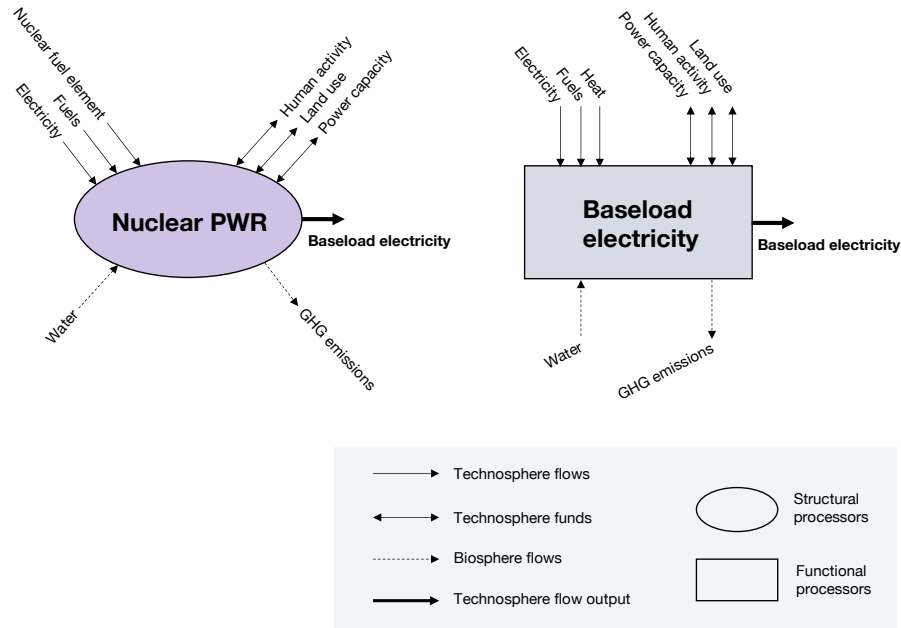 Nuclear fuel element
Fuels
Electricity
Human activity
Land use
Power capacity
Nuclear PWR
Baseload electricity
Water
GHG emissions
Electricity
Fuels
Heat
Power capacity
Human activity
Land use
Baseload
electricity
Baseload electricity
Water
GHG emissions
Technosphere flows
Technosphere funds
Biosphere flows
Technosphere flow output
Structural
processors
Functional
processors